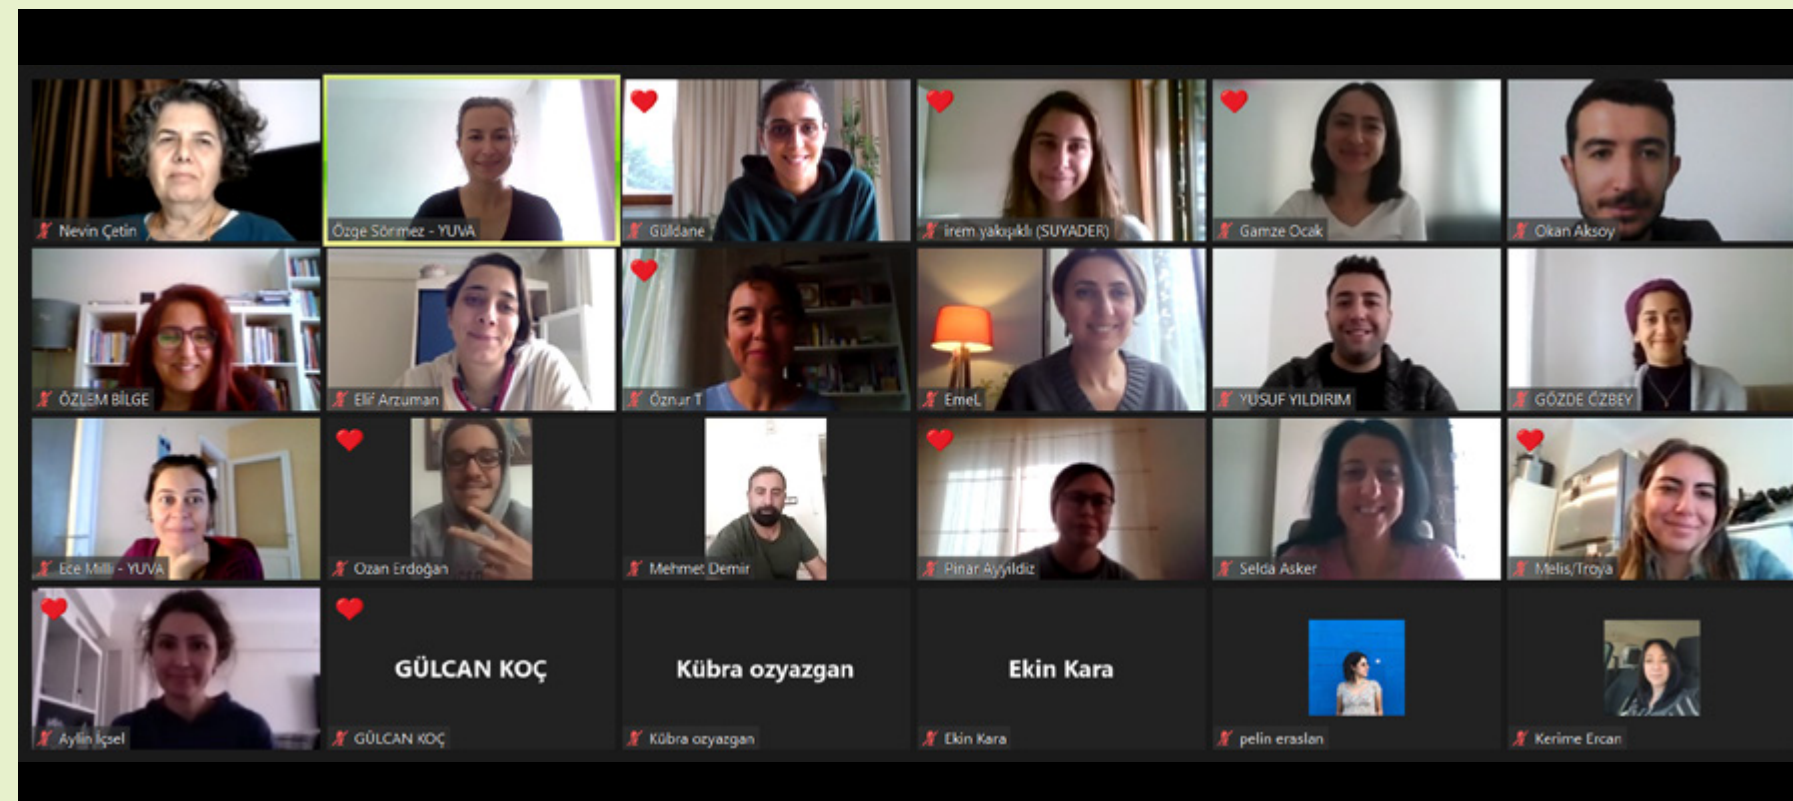 Nevin Çetin
Özge Sönmez - YUVA
Güldane
irem yakışıklı (SUYADER)
Gamze Ocak
Okan Aksoy
ÖZLEM BİLGE
Elif Arzuman
Öznur T
EmeL
YUSUF YILDIRIM
GÖZDE ÖZBEY
Ece Milli - YUVA
Ozan Erdoğan
Mehmet Demir
Pınar Ayyıldız
Selda Asker
Melis/Troya
Aylin İçsel
GÜLCAN KOÇ
GÜLCAN KOÇ
Kübra ozyazgan
Kübra ozyazgan
Ekin Kara
Ekin Kara
pelin eraslan
Kerime Ercan